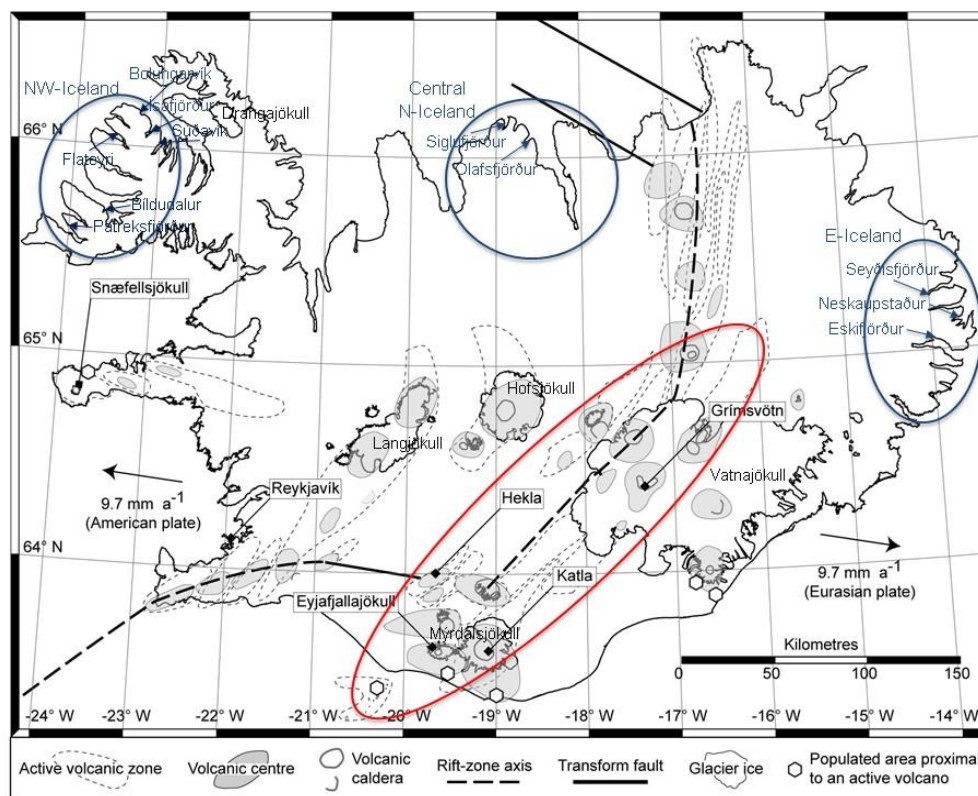 Bolungarvík
NW-Iceland
Ísafjörður
Drangajökull
Suðavík
Flateyri
Bíldudalur
Patreksfjörður
Central
N-Iceland
Siglufjörður
Olafsfjörður
E-Iceland
Seyðisfjörður
Neskaupstaður
Eskifjörður
66° N
65° N
64° N
Snæfellsjökull
Hofsjökull
Langjökull
Grímsvötn
Vatnajökull
Reykjavík
Hekla
Katla
Eyjafjallajökull
Mýrdalsjökull
9.7 mm a-1
(American plate)
9.7 mm a-1
(Eurasian plate)
Kilometres
0 50 100 150
-24° W -23° W -22° W -21° W -20° W -19° W -18° W -17° W -16° W -15° W -14° W
Active volcanic zone
Volcanic centre
Volcanic
caldera
Rift-zone axis
Transform fault
Glacier ice
Populated area proximal
to an active volcano